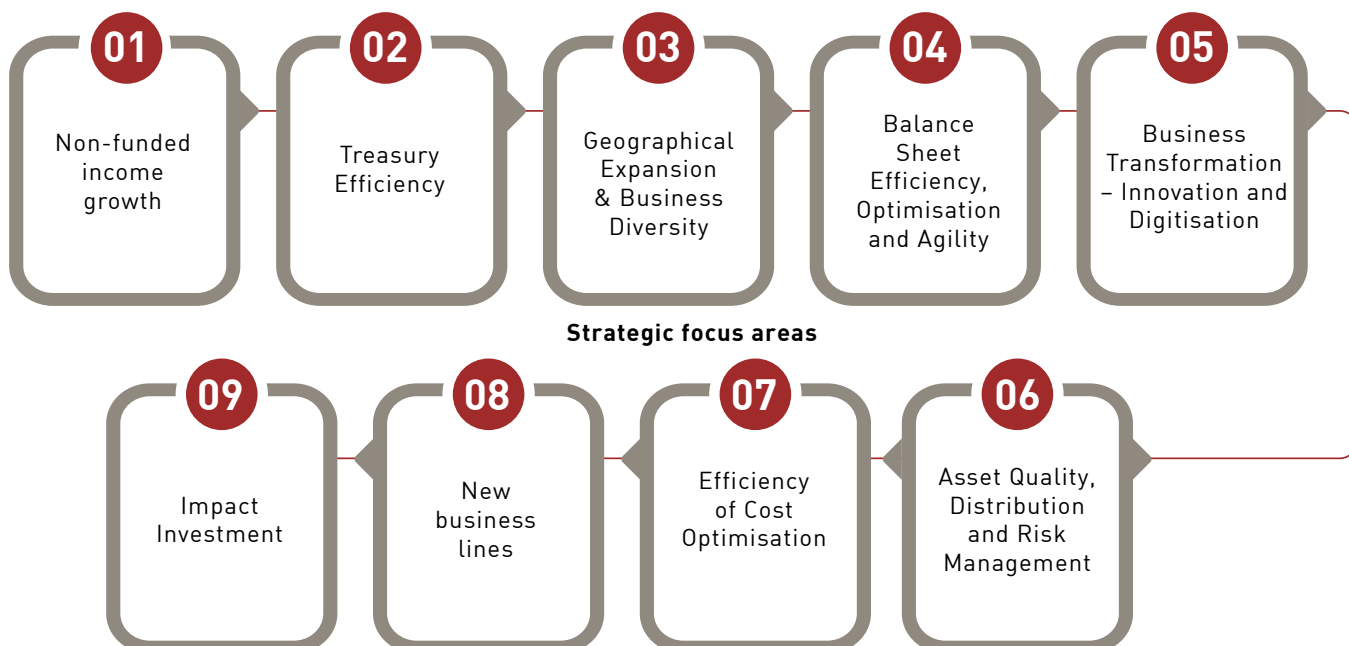 01
Non-funded
income
growth
02
Treasury
Efficiency
03
Geographical
Expansion
& Business
Diversity
04
Balance
Sheet
Efficiency,
Optimisation
and Agility
05
Business
Transformation
– Innovation and
Digitisation
Strategic focus areas
09
Impact
Investment
08
New
business
lines
07
Efficiency
of Cost
Optimisation
06
Asset Quality,
Distribution
and Risk
Management